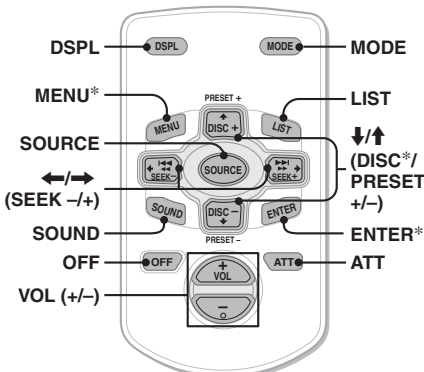 DSPL
DSPL
MODE
MODE
MENU*
PRESET +
LIST
MENU
DISC +
LIST
SOURCE
↓/↑
(DISC*/
PRESET
+/–)
←/→
(SEEK –/+)
SEEK–
SOURCE
SEEK+
SOUND
DISC –
ENTER
SOUND
PRESET –
ENTER*
OFF
OFF
ATT
ATT
VOL (+/–)
+
VOL
–